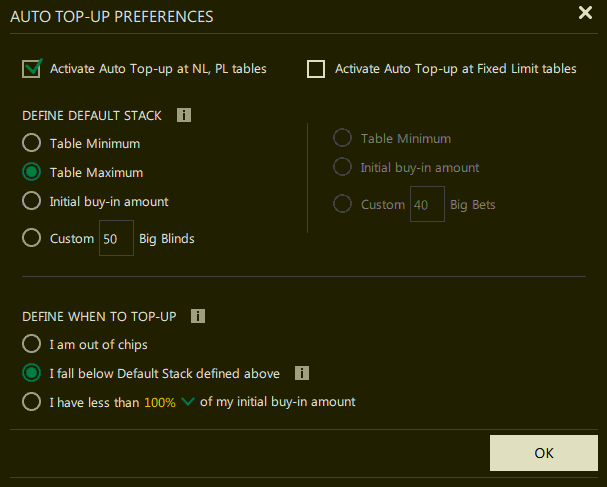 AUTO TOP-UP PREFERENCES
Activate Auto Top-up at NL, PL tables
Activate Auto Top-up at Fixed Limit tables
DEFINE DEFAULT STACK i
Table Minimum
Table Maximum
Initial buy-in amount
Custom 50 Big Blinds
Table Minimum
Initial buy-in amount
Custom 40 Big Bets
DEFINE WHEN TO TOP-UP i
I am out of chips
I fall below Default Stack defined above i
I have less than 100% of my initial buy-in amount
OK